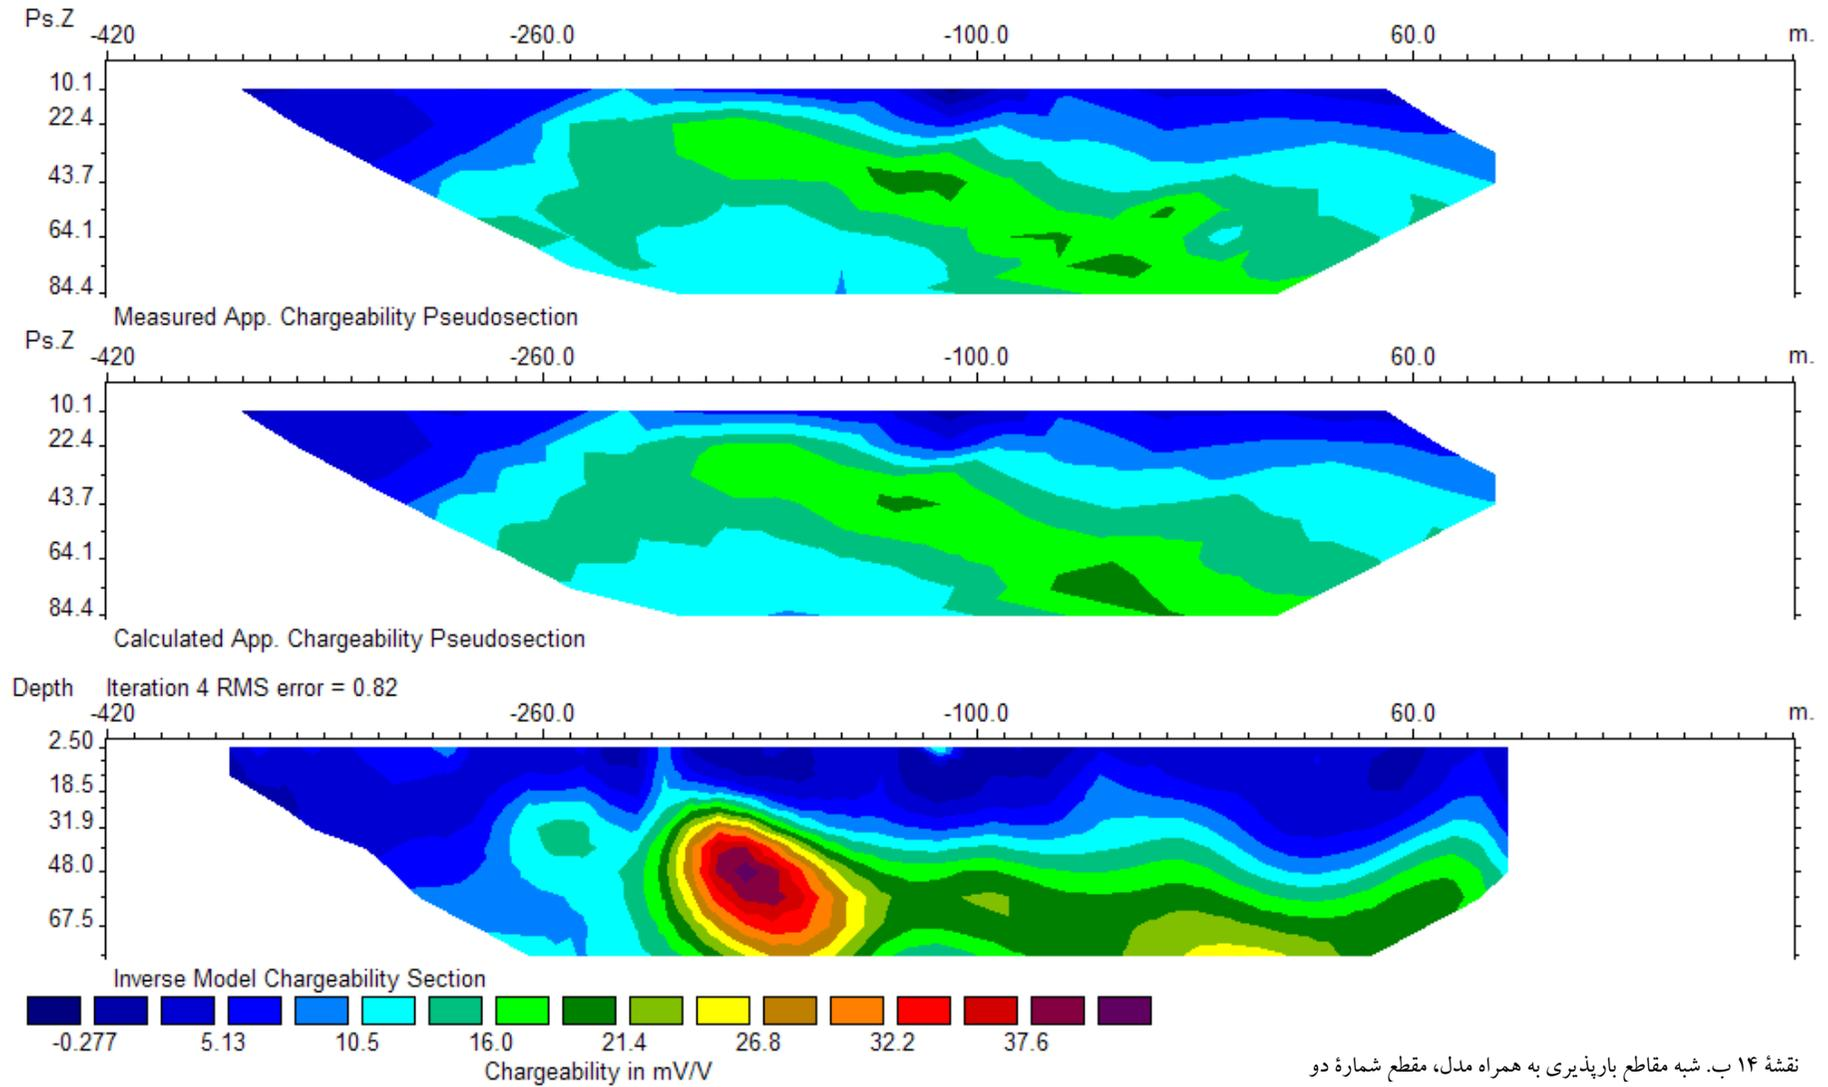 Ps.Z
-420 -260.0 -100.0 60.0 m.
10.1
22.4
43.7
64.1
84.4
Measured App. Chargeability Pseudosection
Ps.Z
-420 -260.0 -100.0 60.0 m.
10.1
22.4
43.7
64.1
84.4
Calculated App. Chargeability Pseudosection
Depth Iteration 4 RMS error = 0.82
-420 -260.0 -100.0 60.0 m.
2.50
18.5
31.9
48.0
67.5
Inverse Model Chargeability Section
-0.277 5.13 10.5 16.0 21.4 26.8 32.2 37.6
Chargeability in mV/V
نقشهٔ ۱۴ ب. شبه مقاطع بارپذیری به همراه مدل، مقطع شمارهٔ دو